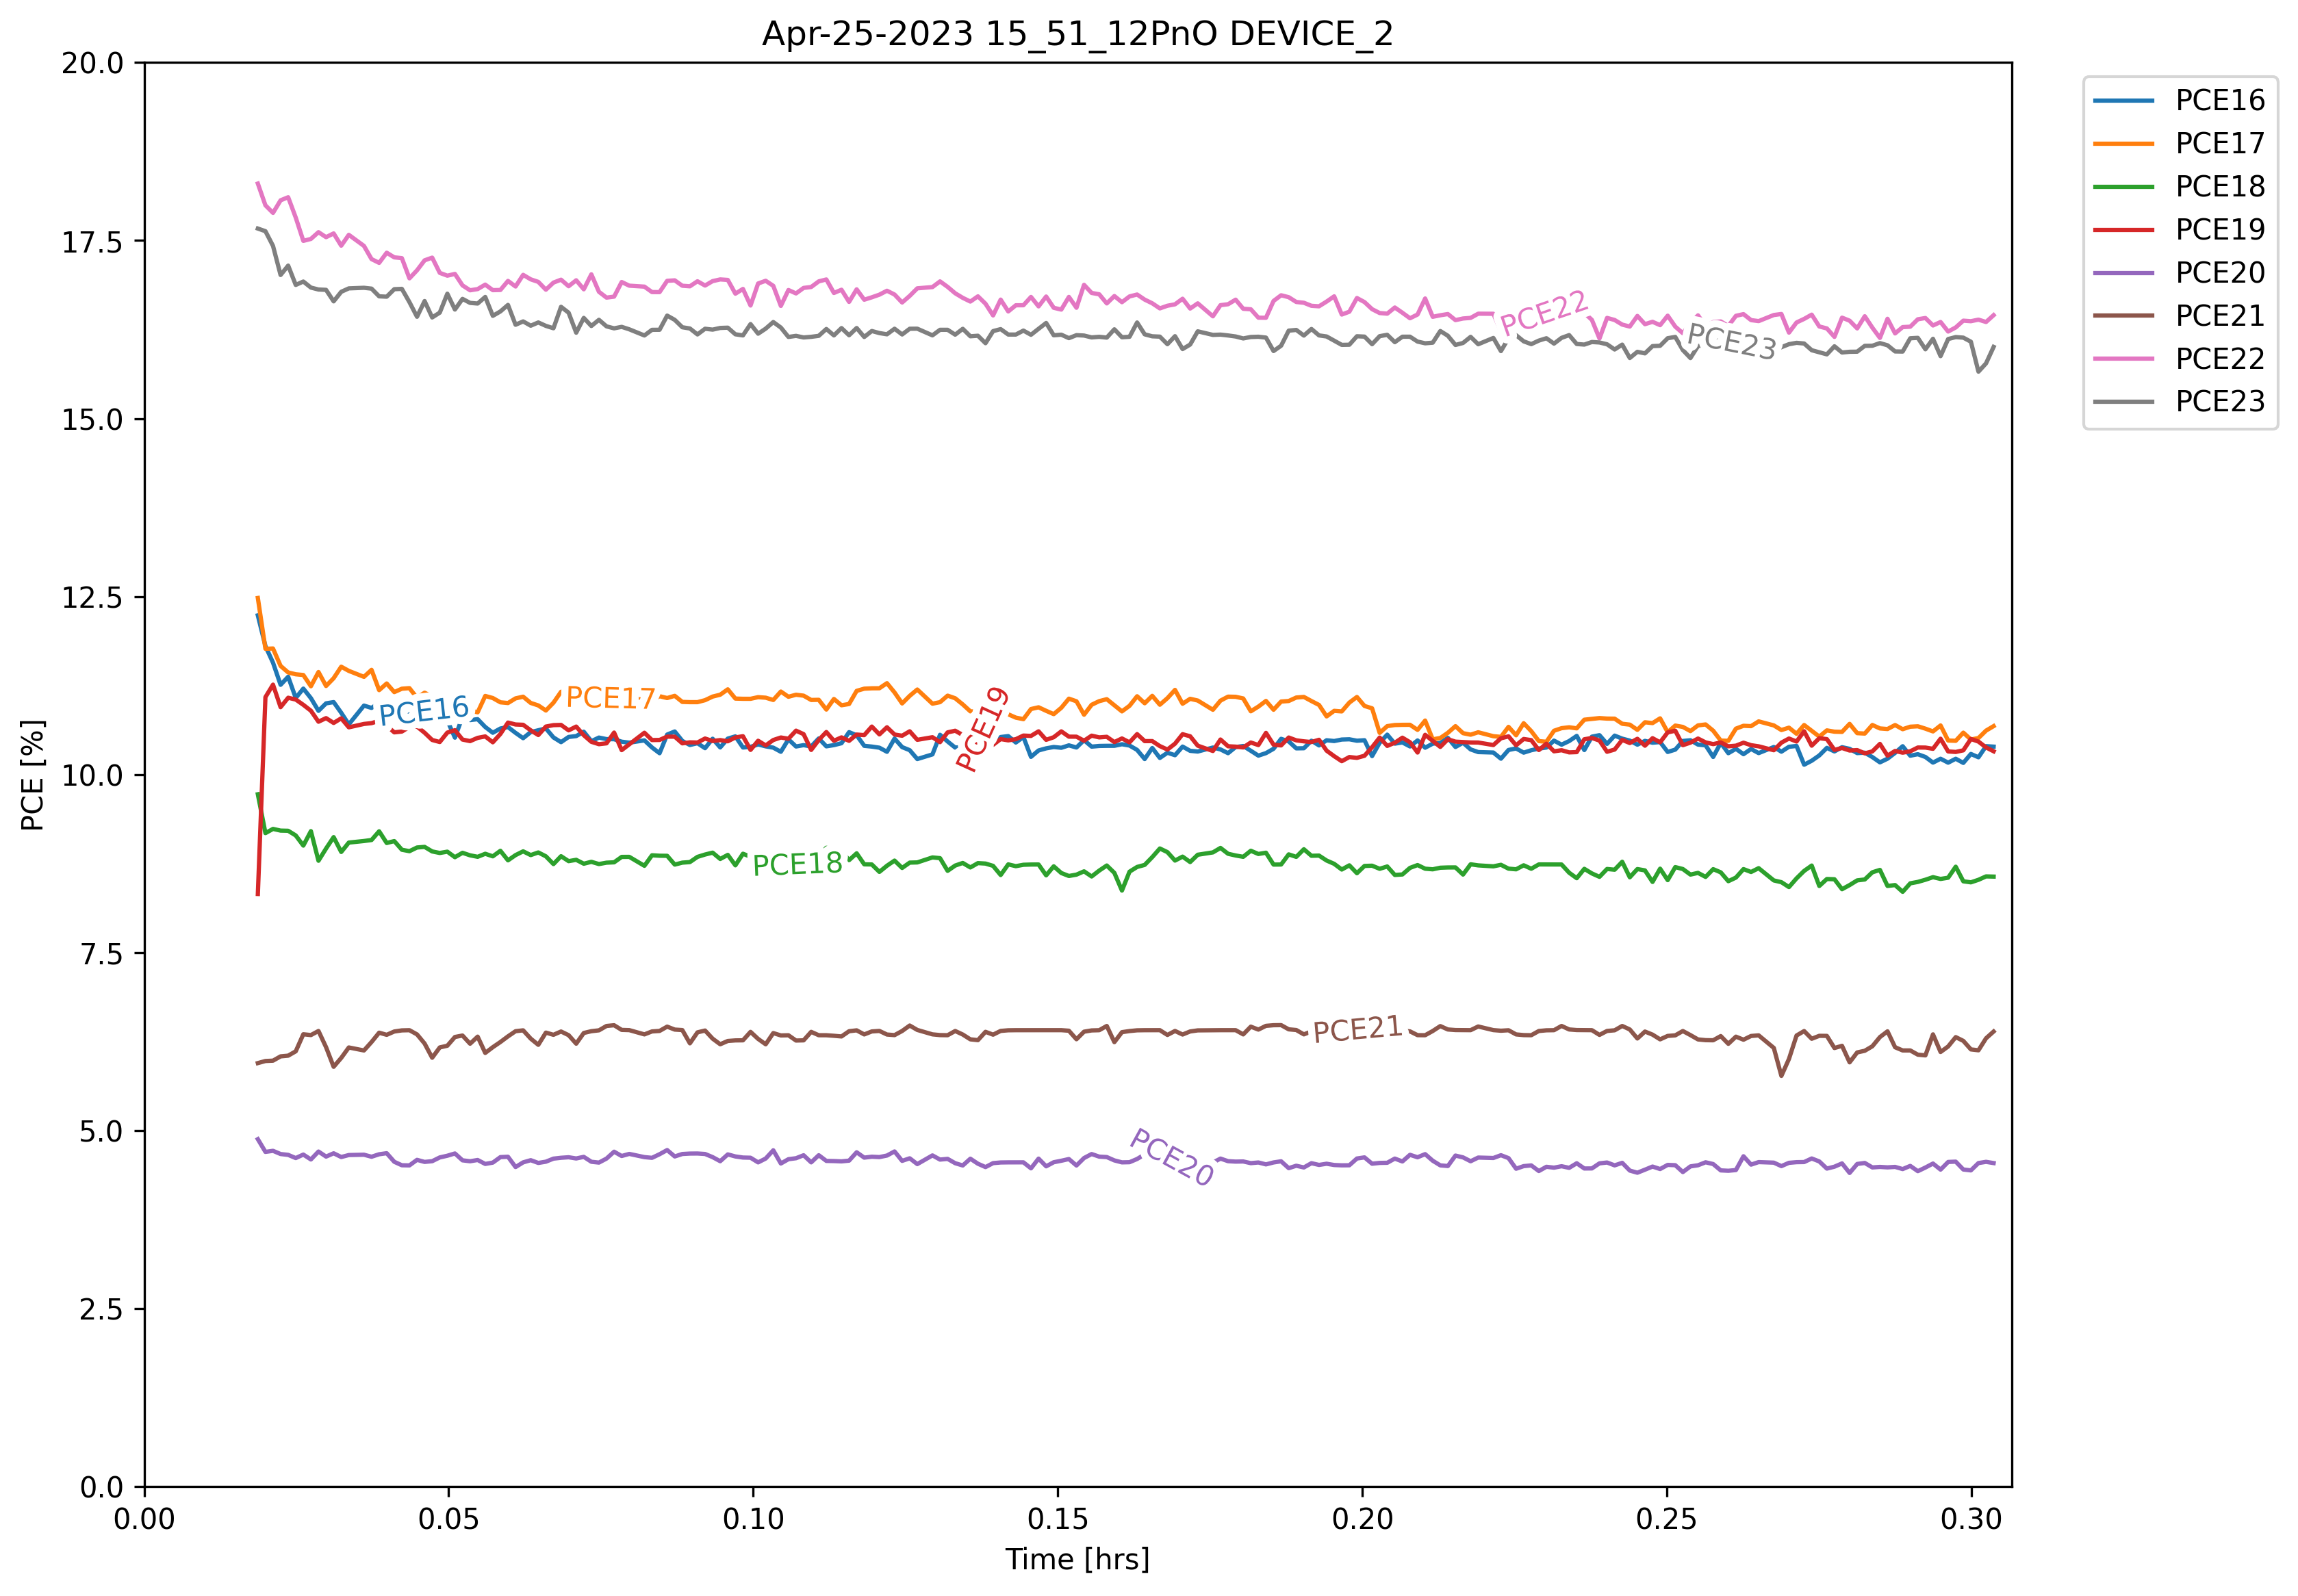 Apr-25-2023 15_51_12PnO DEVICE_2
20.0
17.5
15.0
12.5
10.0
7.5
5.0
2.5
0.0
PCE [%]
0.00
0.05
0.10
0.15
0.20
0.25
0.30
Time [hrs]
PCE16
PCE17
PCE18
PCE19
PCE20
PCE21
PCE22
PCE23
PCE22
PCE23
PCE16
PCE17
PCE19
PCE18
PCE21
PCE20